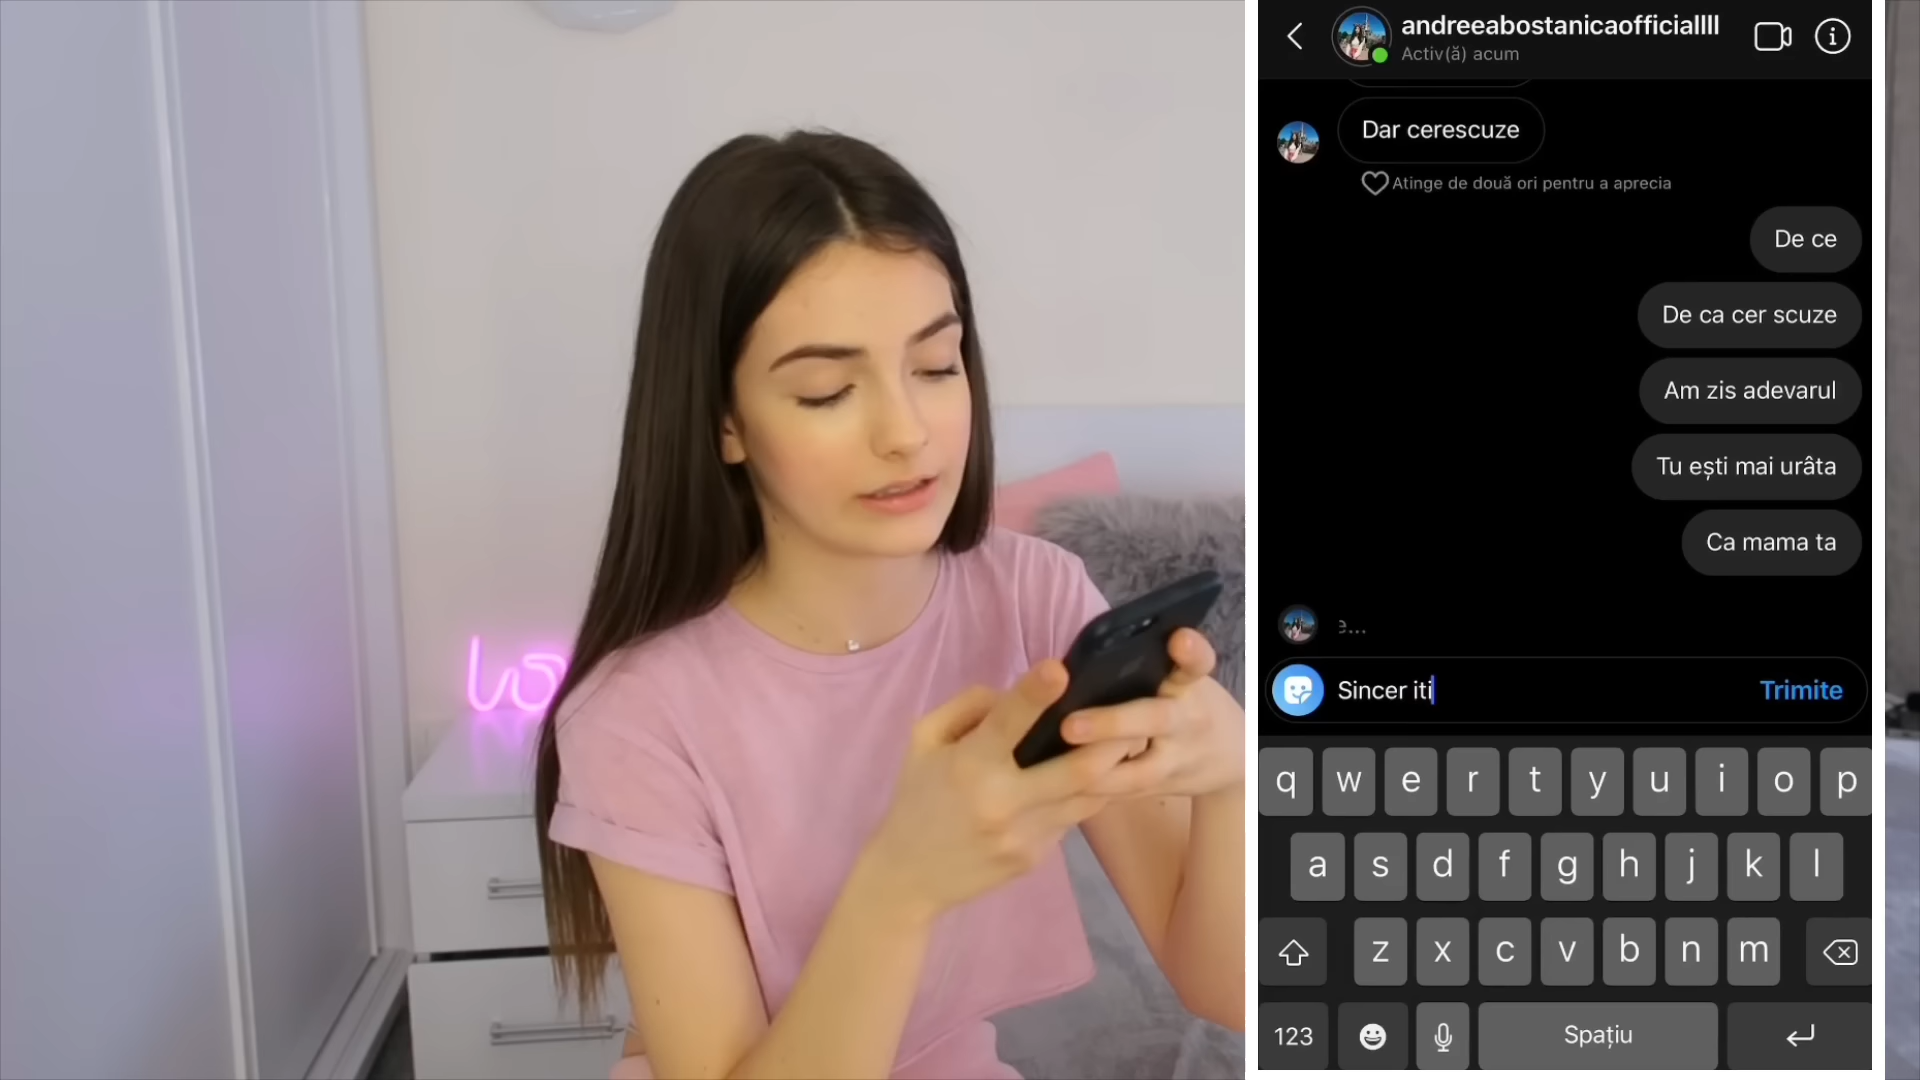 lo
andreeabostanicaofficiallll
Activ(ă) acum
Dar cerescuze
Atinge de două ori pentru a aprecia
De ce
De ca cer scuze
Am zis adevarul
Tu ești mai urâta
Ca mama ta
Sincer iti
Trimite
q w e r t y u i o p
a s d f g h j k l
z x c v b n m
123
Spațiu